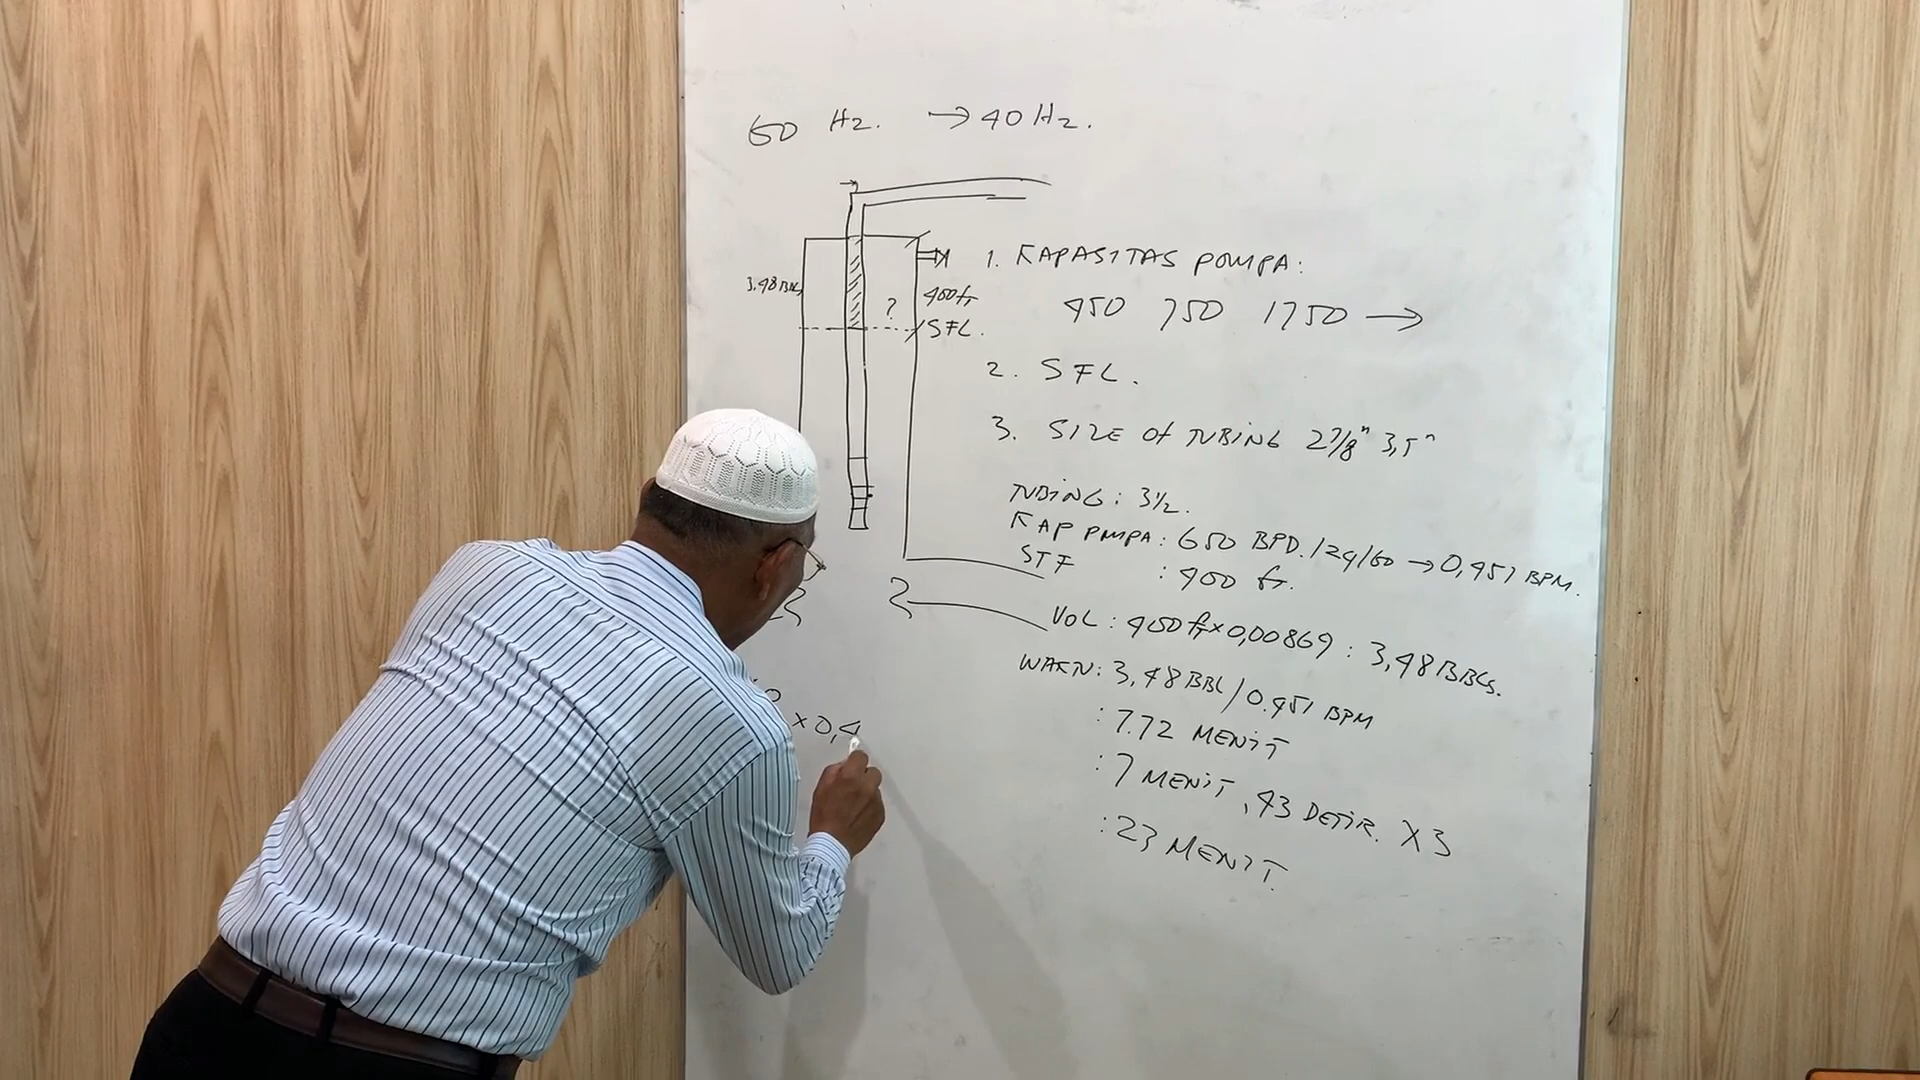 60 Hz. → 40 Hz.
3,48 BBL
?
400 ft
SFL.
1. KAPASITAS POMPA:
450 750 1750 →
2. SFL.
3. SIZE OF TUBING 2 7/8" 3,5"
TUBING: 3 1/2.
KAP POMPA: 650 BPD. /24/60 → 0,451 BPM.
STF : 400 ft.
VOL: 400 ft x 0,00869 : 3,48 BBLS.
WAKTU: 3,48 BBL / 0.451 BPM
: 7.72 MENIT
: 7 MENIT, 43 DETIK. X3
: 23 MENIT.
x 0,4